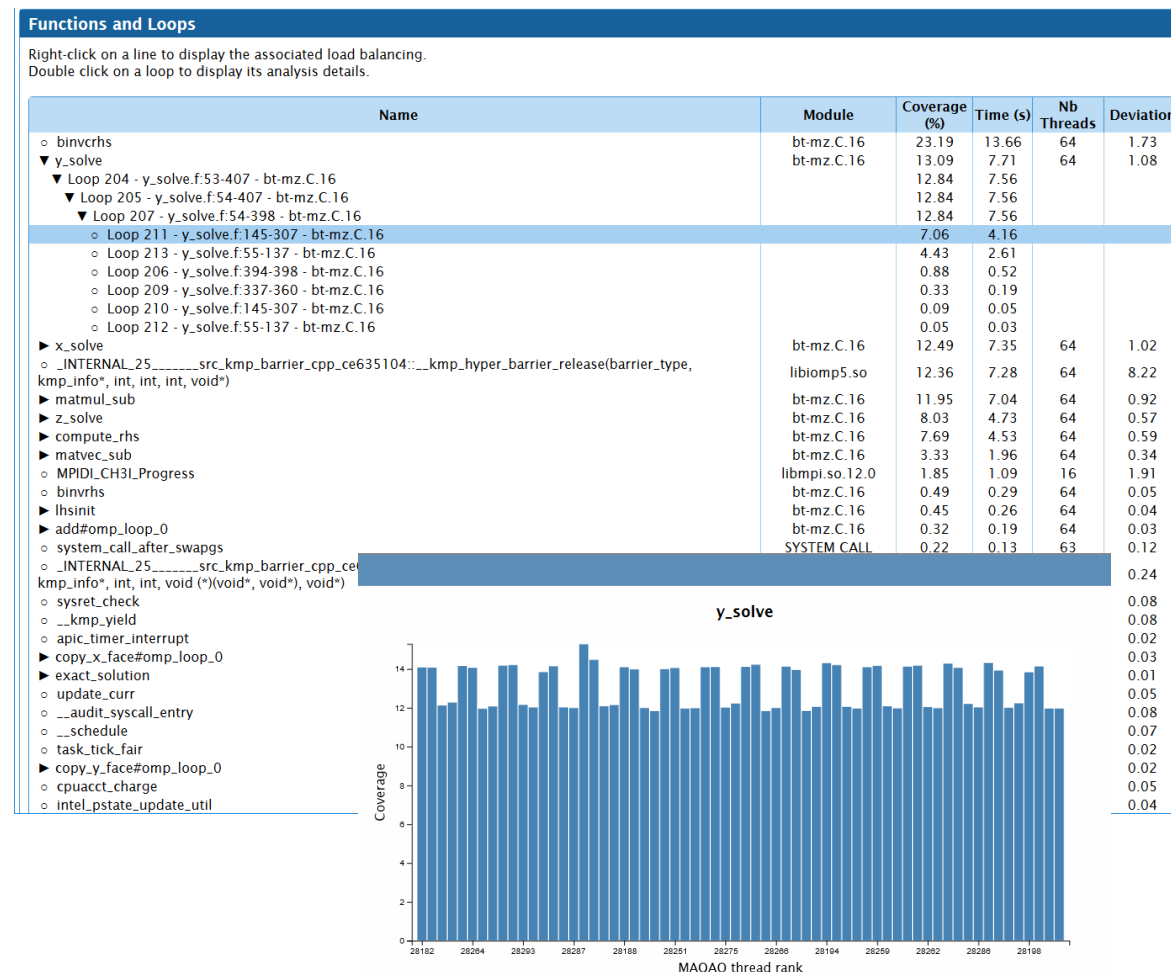 Functions and Loops
Right-click on a line to display the associated load balancing.
Double click on a loop to display its analysis details.
Name Module Coverage (%) Time (s) Nb Threads Deviation
○ binvcrhs bt-mz.C.16 23.19 13.66 64 1.73
▼ y_solve bt-mz.C.16 13.09 7.71 64 1.08
▼ Loop 204 - y_solve.f:53-407 - bt-mz.C.16 12.84 7.56
▼ Loop 205 - y_solve.f:54-407 - bt-mz.C.16 12.84 7.56
▼ Loop 207 - y_solve.f:54-398 - bt-mz.C.16 12.84 7.56
○ Loop 211 - y_solve.f:145-307 - bt-mz.C.16 7.06 4.16
○ Loop 213 - y_solve.f:55-137 - bt-mz.C.16 4.43 2.61
○ Loop 206 - y_solve.f:394-398 - bt-mz.C.16 0.88 0.52
○ Loop 209 - y_solve.f:337-360 - bt-mz.C.16 0.33 0.19
○ Loop 210 - y_solve.f:145-307 - bt-mz.C.16 0.09 0.05
○ Loop 212 - y_solve.f:55-137 - bt-mz.C.16 0.05 0.03
▶ x_solve bt-mz.C.16 12.49 7.35 64 1.02
○ _INTERNAL_25_______src_kmp_barrier_cpp_ce635104::__kmp_hyper_barrier_release(barrier_type,
kmp_info*, int, int, int, void*) libiomp5.so 12.36 7.28 64 8.22
▶ matmul_sub bt-mz.C.16 11.95 7.04 64 0.92
▶ z_solve bt-mz.C.16 8.03 4.73 64 0.57
▶ compute_rhs bt-mz.C.16 7.69 4.53 64 0.59
▶ matvec_sub bt-mz.C.16 3.33 1.96 64 0.34
○ MPIDI_CH3I_Progress libmpi.so.12.0 1.85 1.09 16 1.91
○ binvrhs bt-mz.C.16 0.49 0.29 64 0.05
▶ lhsinit bt-mz.C.16 0.45 0.26 64 0.04
▶ add#omp_loop_0 bt-mz.C.16 0.32 0.19 64 0.03
○ system_call_after_swapgs SYSTEM CALL 0.22 0.13 63 0.12
○ _INTERNAL_25_______src_kmp_barrier_cpp_ce
kmp_info*, int, int, void (*)(void*, void*), void*) 0.24
○ sysret_check 0.08
○ __kmp_yield 0.08
○ apic_timer_interrupt 0.02
▶ copy_x_face#omp_loop_0 0.03
▶ exact_solution 0.01
○ update_curr 0.05
○ __audit_syscall_entry 0.08
○ __schedule 0.07
○ task_tick_fair 0.02
▶ copy_y_face#omp_loop_0 0.02
○ cpuacct_charge 0.05
○ intel_pstate_update_util 0.04
y_solve
14
12
10
8
6
4
2
0
Coverage
28182 28264 28293 28287 28188 28251 28275 28266 28194 28259 28262 28286 28198
MAQAO thread rank